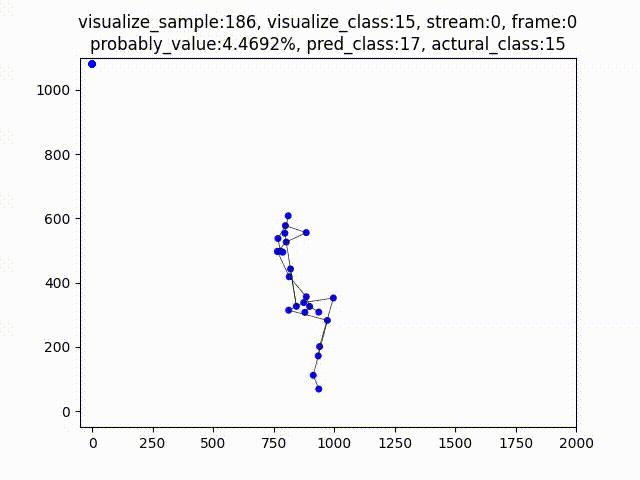 visualize_sample:186, visualize_class:15, stream:0, frame:0
probably_value:4.4692%, pred_class:17, actural_class:15
1000
800
600
400
200
0
0 250 500 750 1000 1250 1500 1750 2000